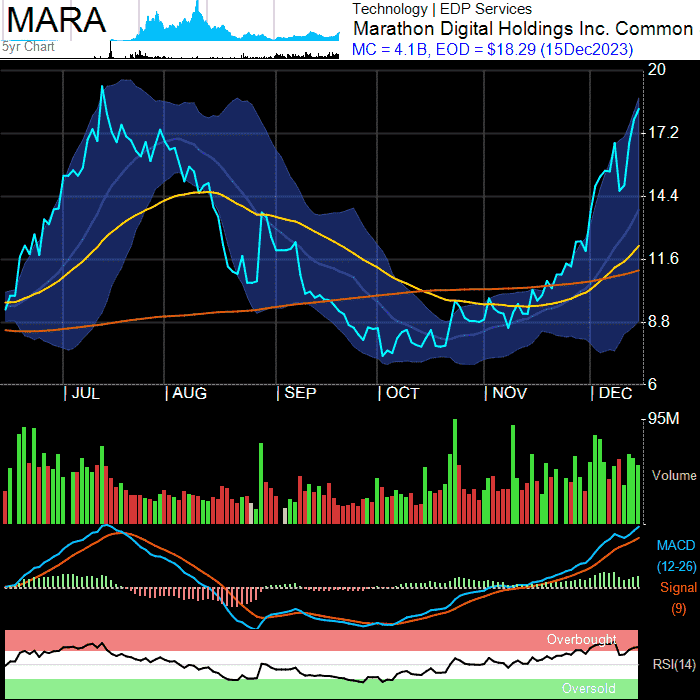 MARA
5yr Chart
Technology | EDP Services
Marathon Digital Holdings Inc. Common
MC = 4.1B, EOD = $18.29 (15Dec2023)
20
17.2
14.4
11.6
8.8
6
| JUL | AUG | SEP | OCT | NOV | DEC
95M
Volume
MACD
(12-26)
Signal
(9)
Overbought
RSI(14)
Oversold